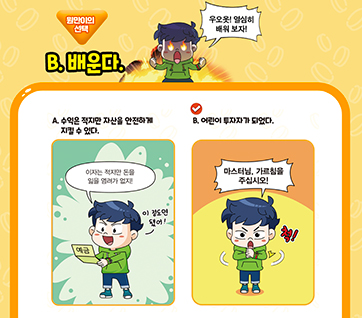 원만이의
선택
우오옷! 열심히
배워 보자!
B. 배운다.
A. 수익은 적지만 자산을 안전하게
지킬 수 있다.
B. 어린이 투자자가 되었다.
이자는 적지만 돈을
잃을 염려가 없지!
이 정도면
됐어!
예금
마스터님, 가르침을
주십시오!
척!